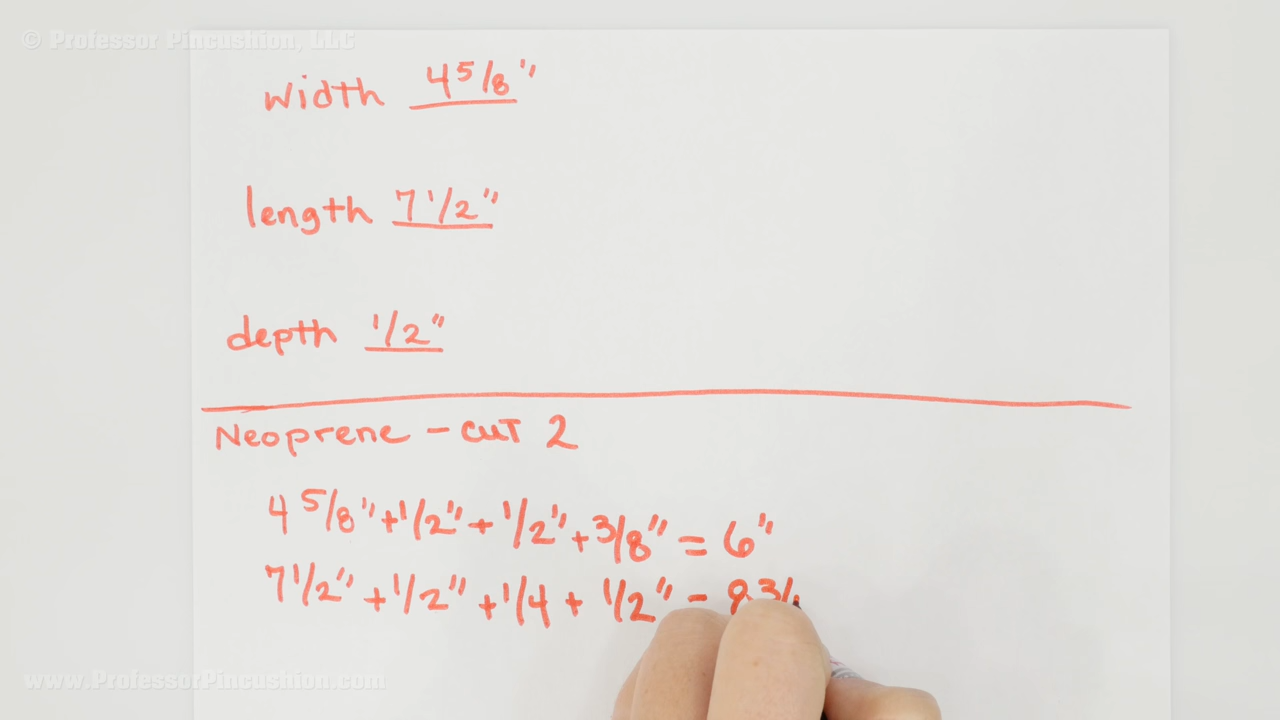 © Professor Pincushion, LLC
width 4 5/8"
length 7 1/2"
depth 1/2"
Neoprene - cut 2
4 5/8" + 1/2" + 1/2" + 3/8" = 6"
7 1/2" + 1/2" + 1/4 + 1/2" = 8 3/
www.ProfessorPincushion.com